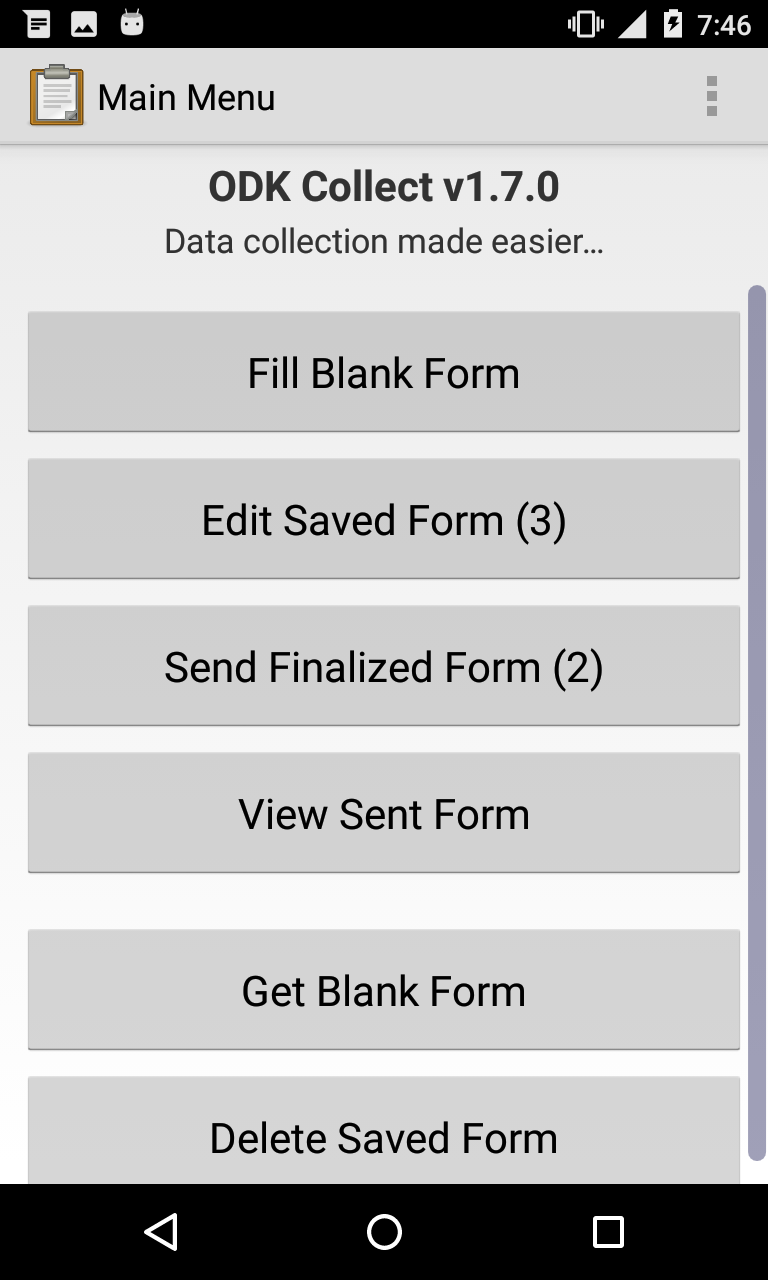 7:46
Main Menu
ODK Collect v1.7.0
Data collection made easier...
Fill Blank Form
Edit Saved Form (3)
Send Finalized Form (2)
View Sent Form
Get Blank Form
Delete Saved Form